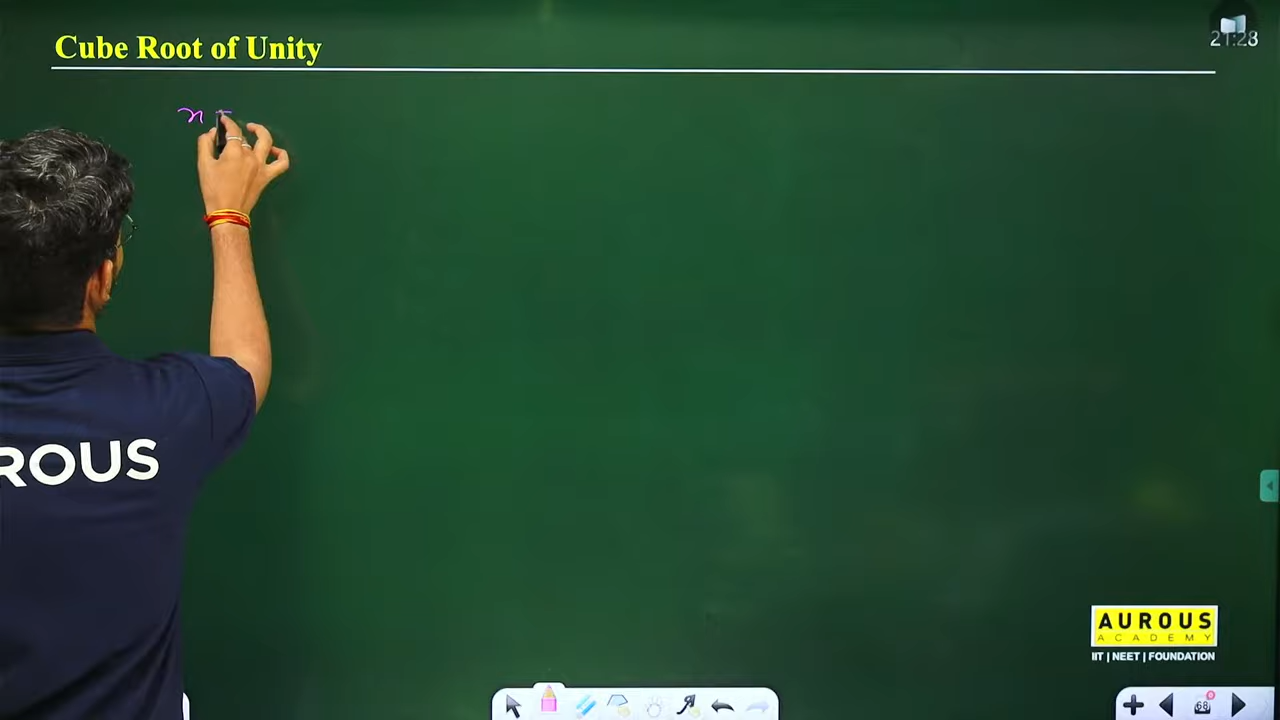 Cube Root of Unity
21:28
x =
ROUS
68
AUROUS
ACADEMY
IIT | NEET | FOUNDATION